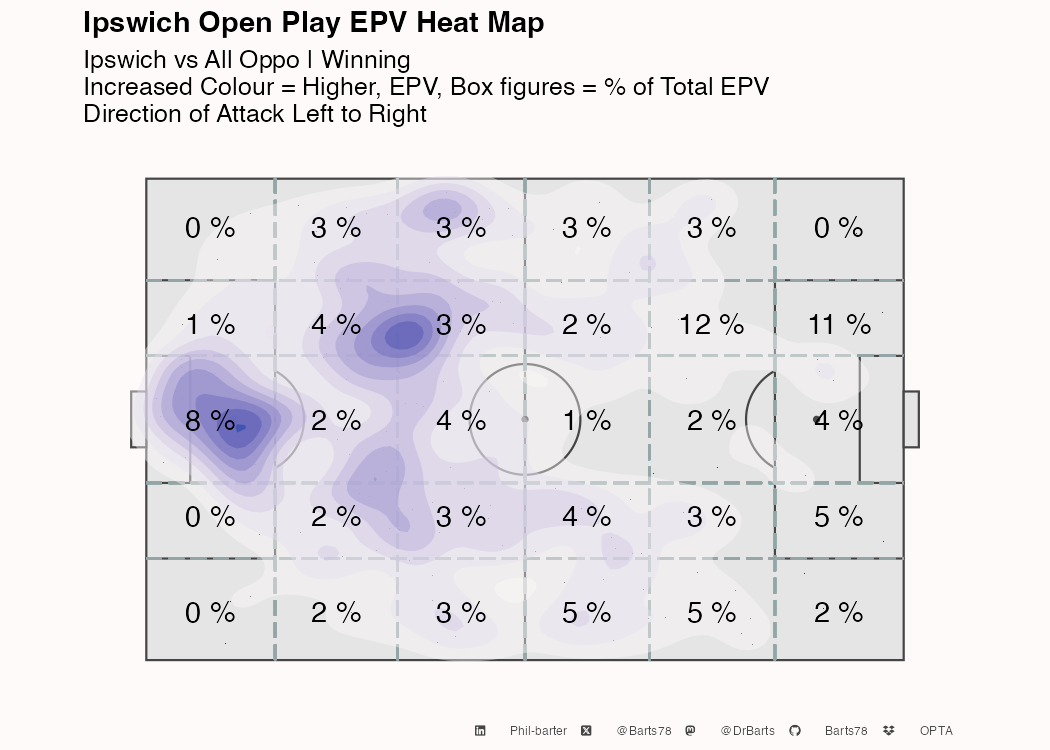 Ipswich Open Play EPV Heat Map
Ipswich vs All Oppo | Winning
Increased Colour = Higher, EPV, Box figures = % of Total EPV
Direction of Attack Left to Right
0 % 3 % 3 % 3 % 3 % 0 %
1 % 4 % 3 % 2 % 12 % 11 %
8 % 2 % 4 % 1 % 2 % 4 %
0 % 2 % 3 % 4 % 3 % 5 %
0 % 2 % 3 % 5 % 5 % 2 %
Phil-barter @Barts78 @DrBarts Barts78 OPTA